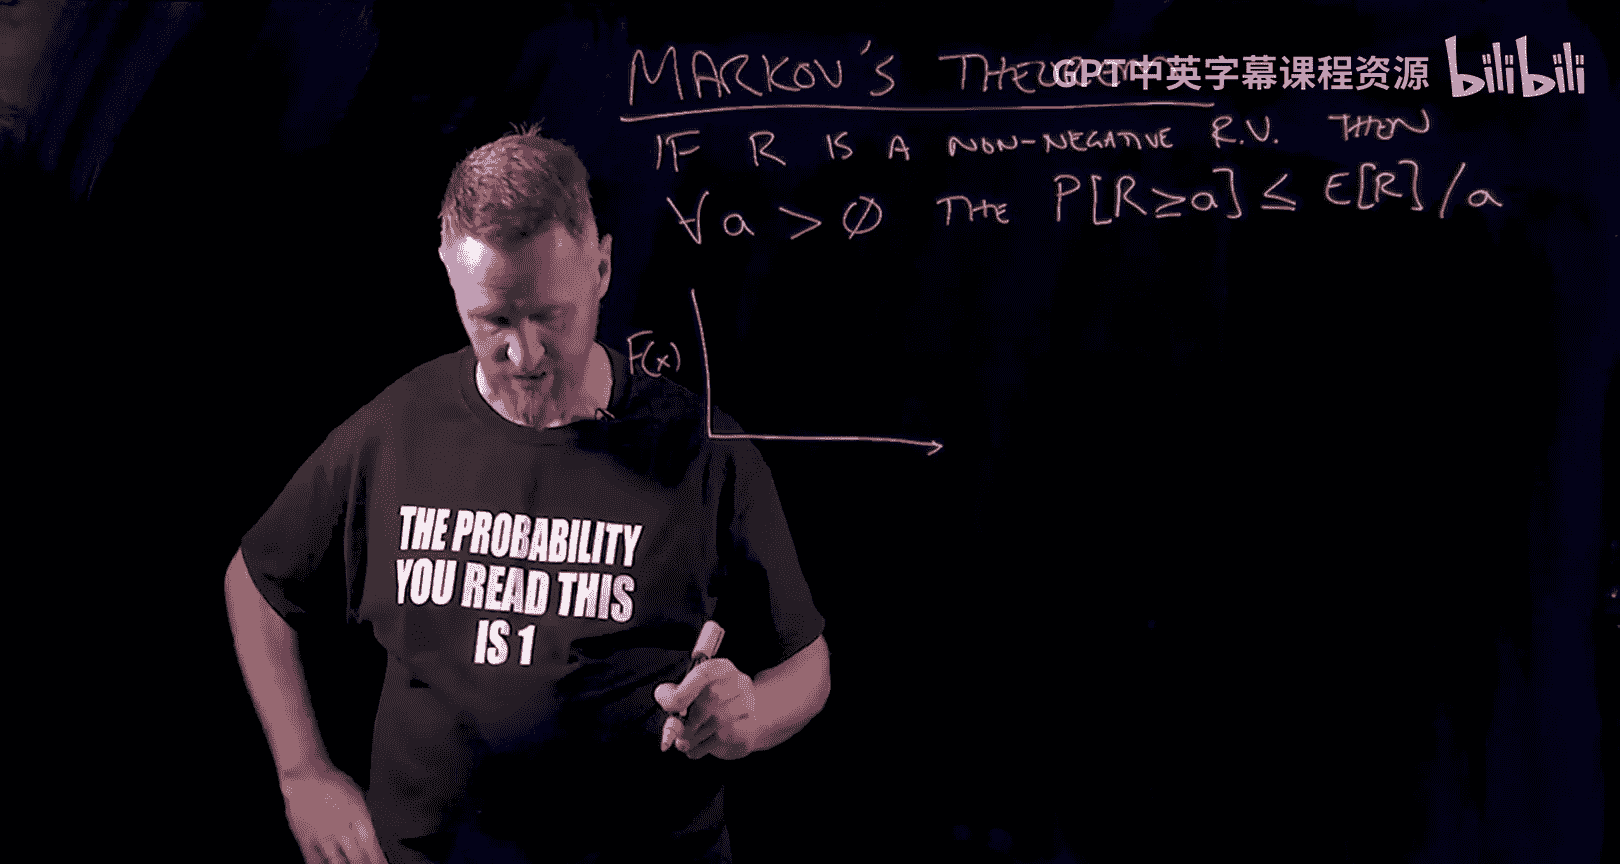 MARKOV'S THEOREM
GPT中英字幕课程资源 bilibili
IF R IS A NON-NEGATIVE R.V. THEN
∀a > ∅ THE P[R≥a] ≤ E[R]/a
F(x)
THE PROBABILITY
YOU READ THIS
IS 1